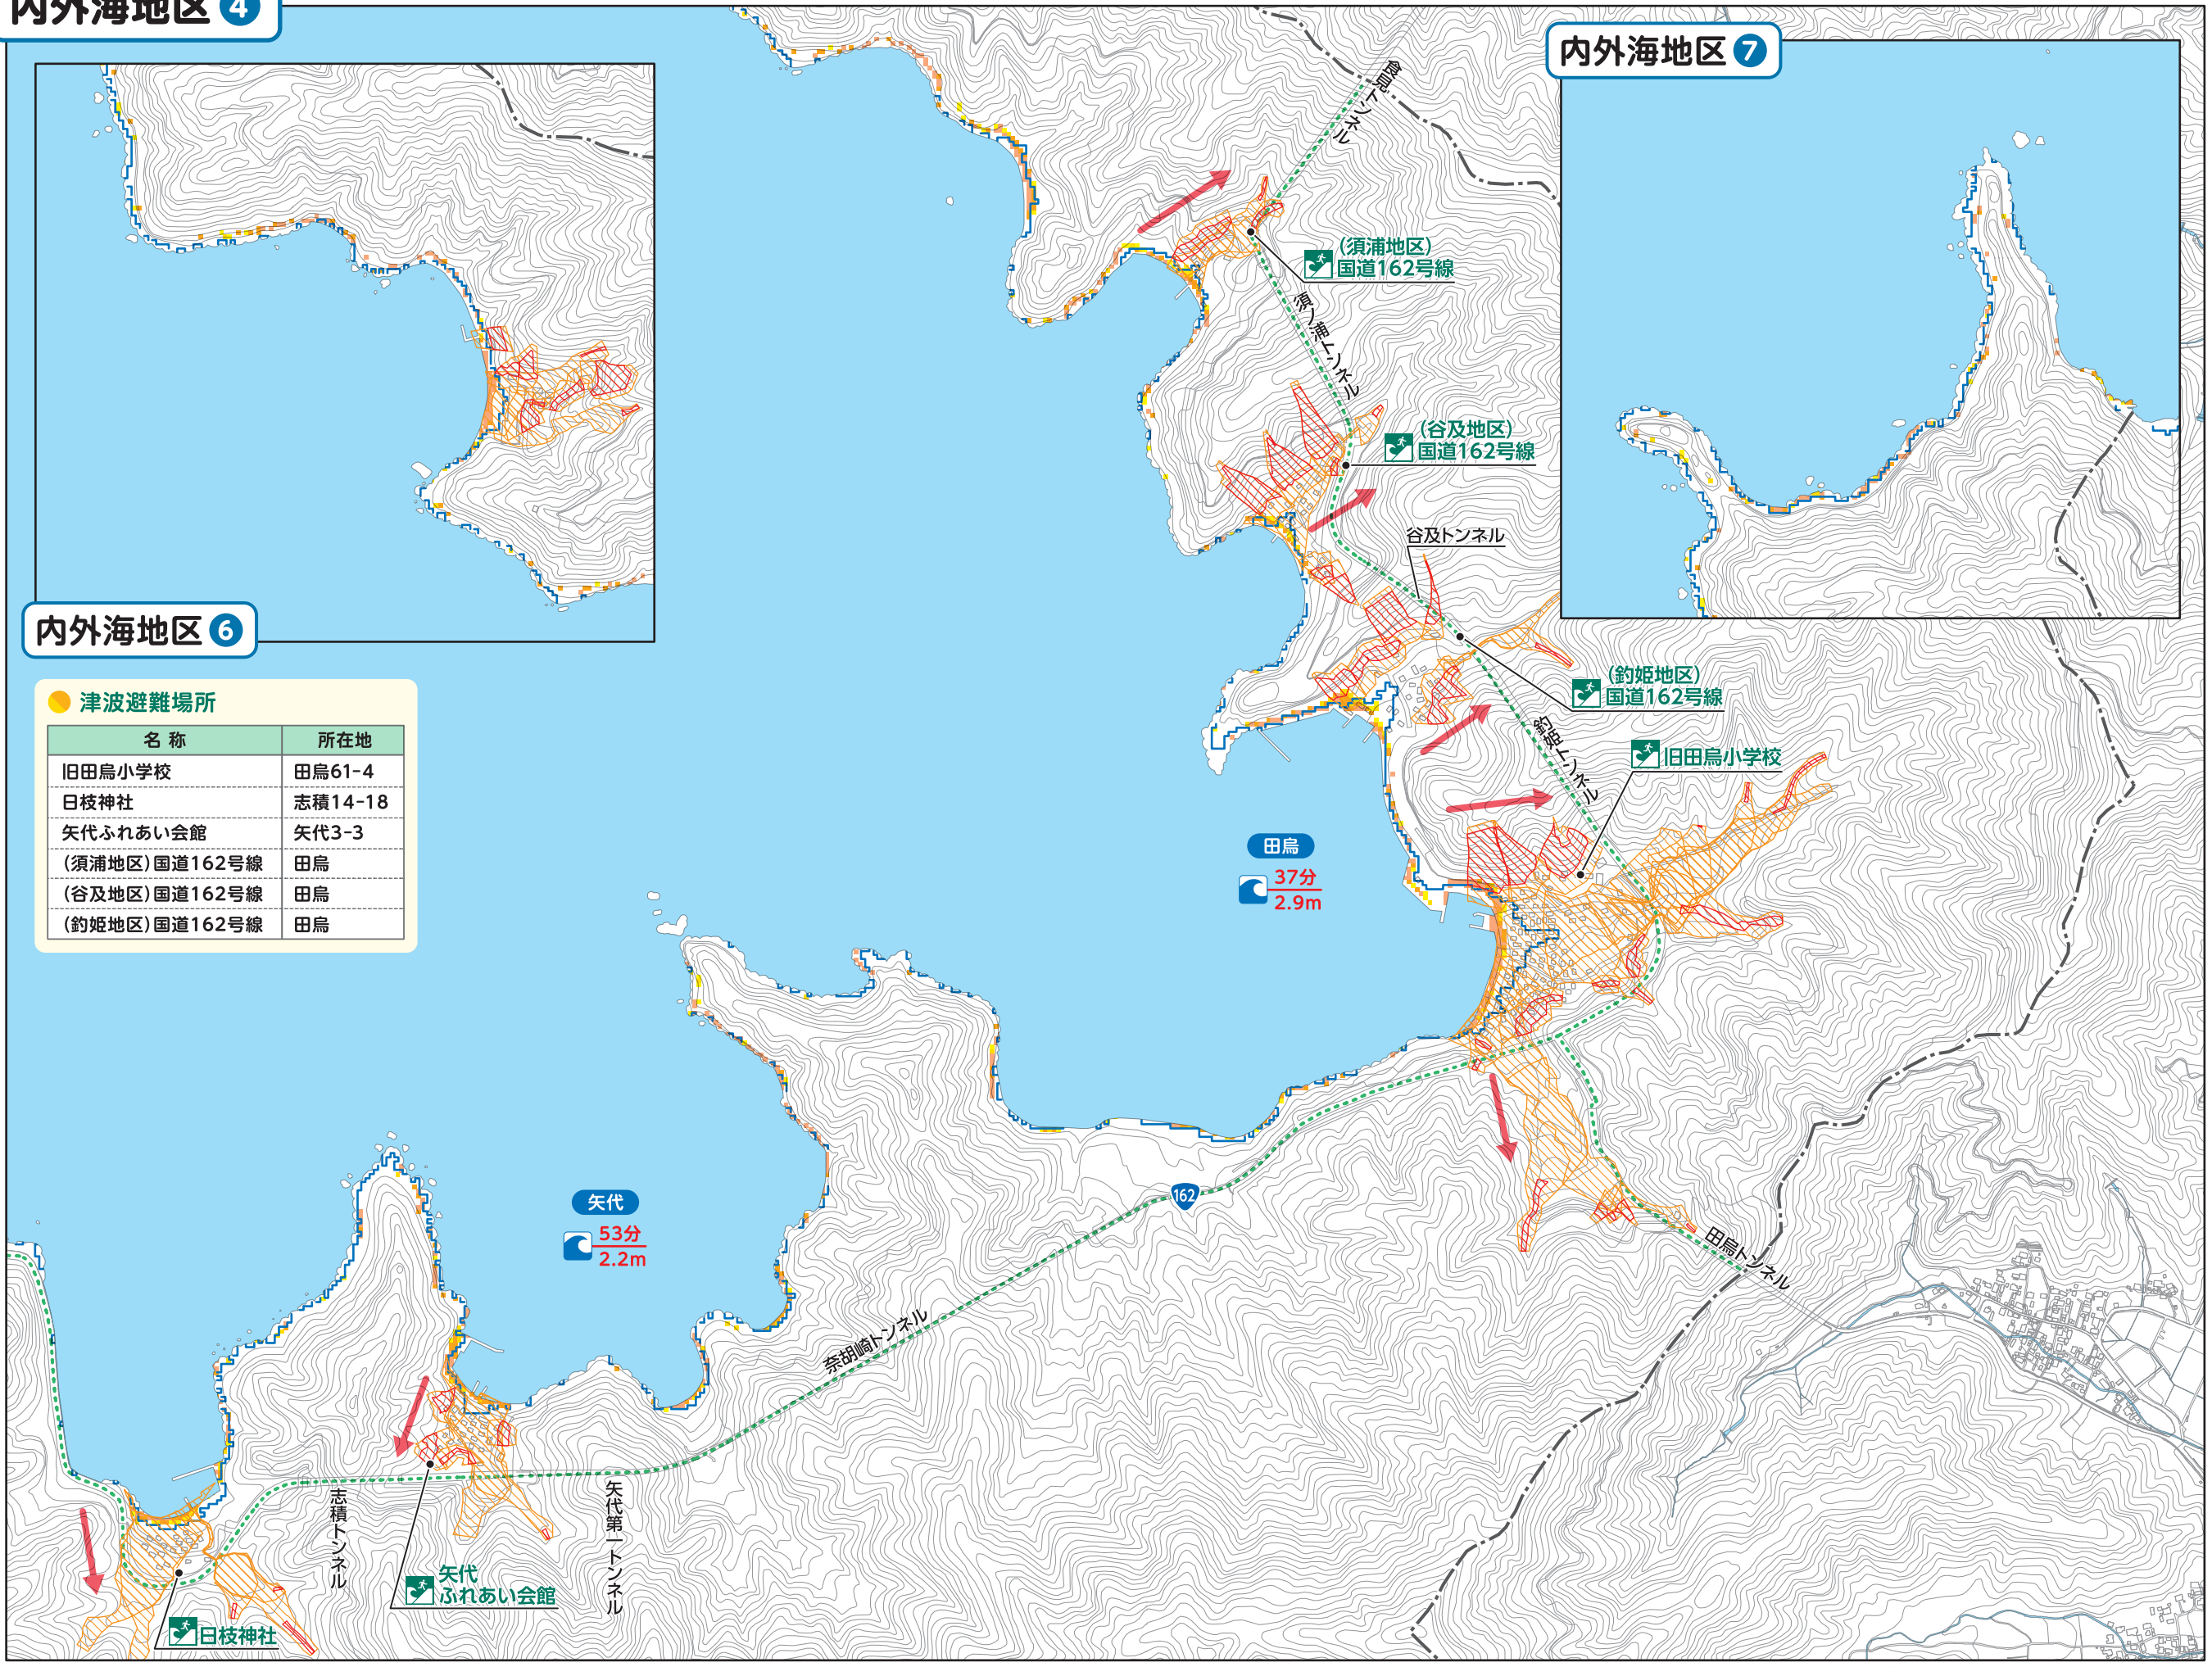 内外海地区 4
内外海地区 7
食見トンネル
(須浦地区)
国道162号線
須ノ浦トンネル
(谷及地区)
国道162号線
谷及トンネル
内外海地区 6
(釣姫地区)
国道162号線
釣姫トンネル
旧田烏小学校
津波避難場所
名 称 所在地
旧田烏小学校 田烏61-4
日枝神社 志積14-18
矢代ふれあい会館 矢代3-3
(須浦地区)国道162号線 田烏
(谷及地区)国道162号線 田烏
(釣姫地区)国道162号線 田烏
田烏
37分
2.9m
矢代
53分
2.2m
162
田烏トンネル
奈胡崎トンネル
志積トンネル
矢代第一トンネル
矢代
ふれあい会館
日枝神社